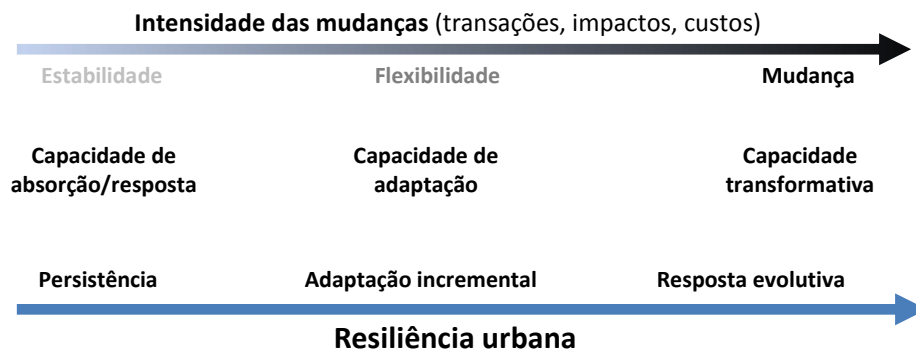 Intensidade das mudanças (transações, impactos, custos)
Estabilidade Flexibilidade Mudança
Capacidade de absorção/resposta
Capacidade de adaptação
Capacidade transformativa
Persistência Adaptação incremental Resposta evolutiva
Resiliência urbana